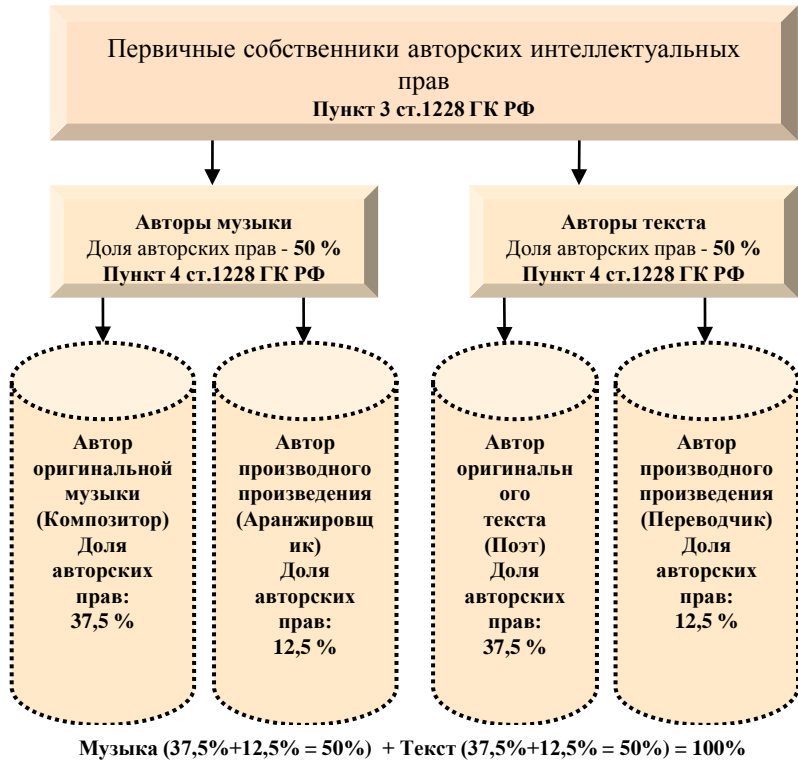 Первичные собственники авторских интеллектуальных
прав
Пункт 3 ст.1228 ГК РФ
Авторы музыки
Доля авторских прав - 50 %
Пункт 4 ст.1228 ГК РФ
Авторы текста
Доля авторских прав - 50 %
Пункт 4 ст.1228 ГК РФ
Автор
оригинальной
музыки
(Композитор)
Доля
авторских
прав:
37,5 %
Автор
производного
произведения
(Аранжировщ
ик)
Доля
авторских
прав:
12,5 %
Автор
оригинальн
ого
текста
(Поэт)
Доля
авторских
прав:
37,5 %
Автор
производного
произведения
(Переводчик)
Доля
авторских
прав:
12,5 %
Музыка (37,5%+12,5% = 50%) + Текст (37,5%+12,5% = 50%) = 100%